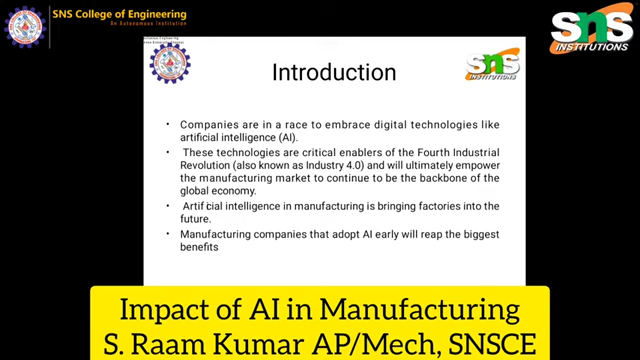 SNS College of Engineering
An Autonomous Institution
SNS
INSTITUTIONS
Introduction
SNS
INSTITUTIONS
• Companies are in a race to embrace digital technologies like
artificial intelligence (AI).
• These technologies are critical enablers of the Fourth Industrial
Revolution (also known as Industry 4.0) and will ultimately empower
the manufacturing market to continue to be the backbone of the
global economy.
• Artificial intelligence in manufacturing is bringing factories into the
future.
• Manufacturing companies that adopt AI early will reap the biggest
benefits
Impact of AI in Manufacturing
S. Raam Kumar AP/Mech, SNSCE